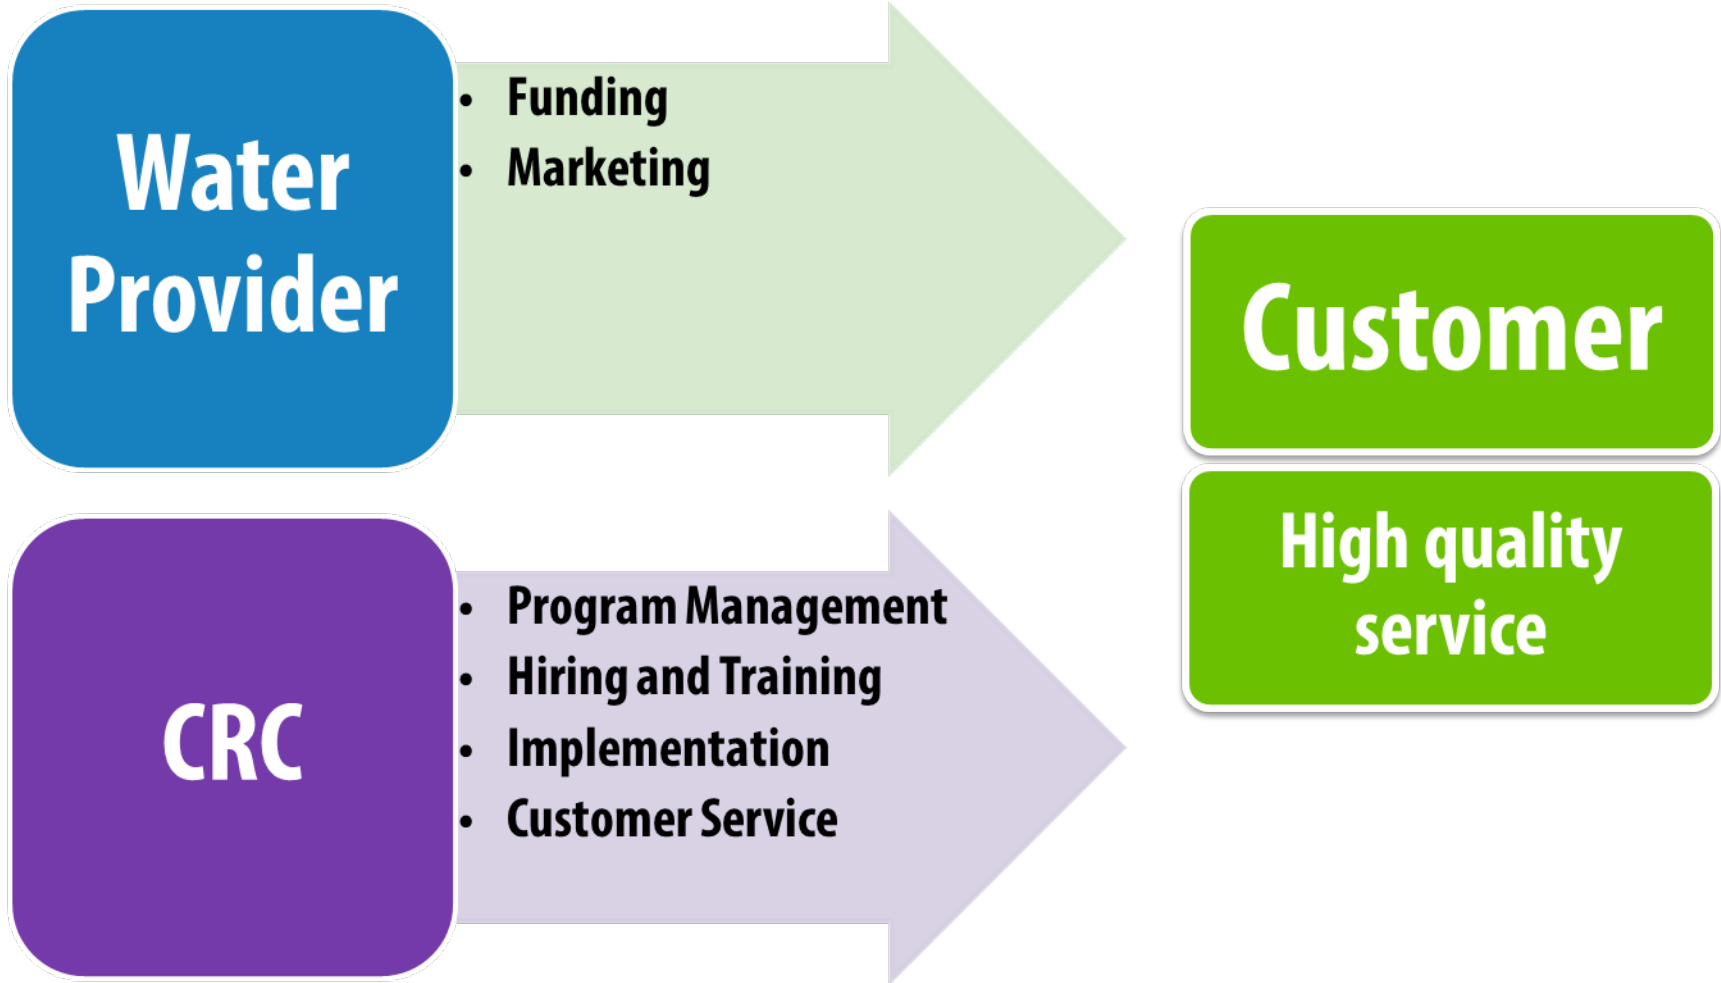 Water
Provider
• Funding
• Marketing
Customer
High quality
service
CRC
• Program Management
• Hiring and Training
• Implementation
• Customer Service